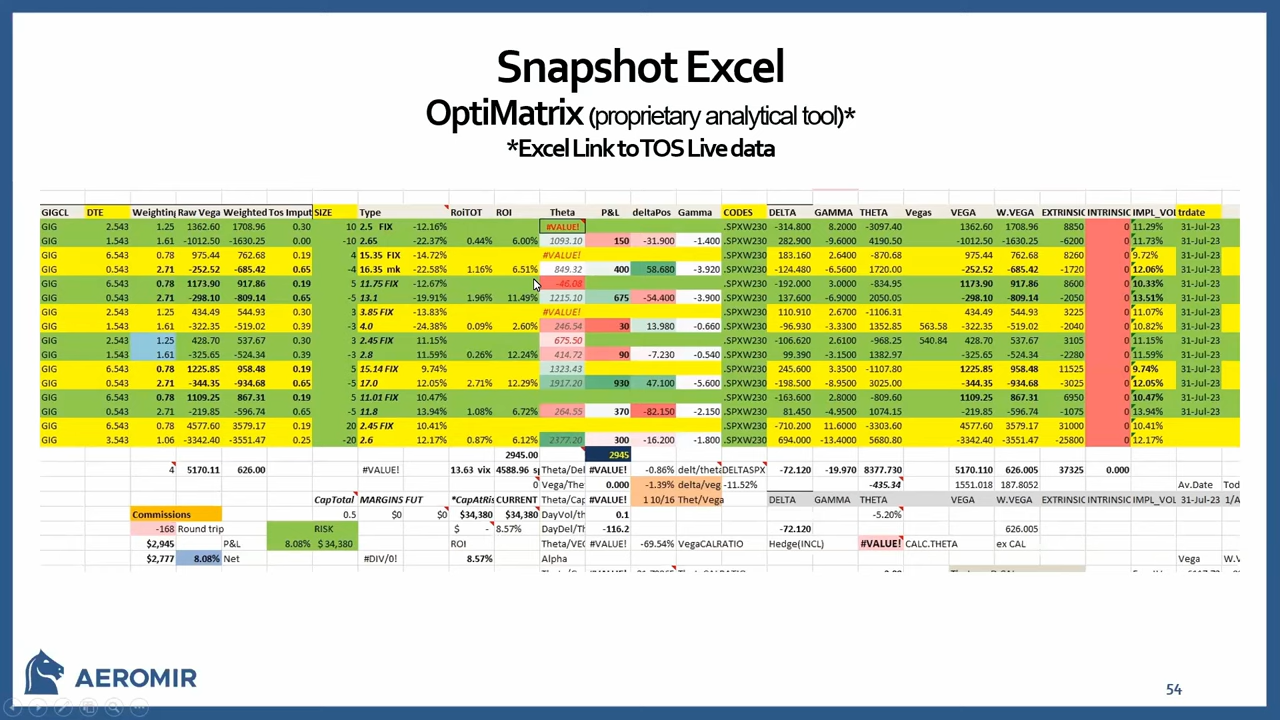 Snapshot Excel
OptiMatrix (proprietary analytical tool)*
*Excel Link to TOS Live data
GIGCL DTE Weighting Raw Vega Weighted Tos Imput SIZE Type RoiTOT ROI Theta P&L deltaPos Gamma CODES DELTA GAMMA THETA Vegas VEGA W.VEGA EXTRINSIC INTRINSIC IMPL_VOL trdate
GIG 2.543 1.25 1362.60 1708.96 0.30 10 2.5 FIX -12.16% #VALUE! .SPXW230 -314.800 8.2000 -3097.40 1362.60 1708.96 8850 0 11.29% 31-Jul-23
GIG 1.543 1.61 -1012.50 -1630.25 0.00 -10 2.65 -22.37% 0.44% 6.00% 1093.10 150 -31.900 -1.400 .SPXW230 282.900 -9.6000 4190.50 -1012.50 -1630.25 -6200 0 11.73% 31-Jul-23
GIG 6.543 0.78 975.44 762.68 0.19 4 15.35 FIX -14.72% #VALUE! .SPXW230 183.160 2.6400 -870.68 975.44 762.68 8260 0 9.72% 31-Jul-23
GIG 1.543 2.71 -252.52 -685.42 0.65 -4 16.35 mk -22.58% 1.16% 6.51% 849.32 400 58.680 -3.920 .SPXW230 -124.480 -6.5600 1720.00 -252.52 -685.42 -6600 0 12.06% 31-Jul-23
GIG 6.543 0.78 1173.90 917.86 0.19 5 11.75 FIX -12.67% -46.08 .SPXW230 -192.000 3.0000 -834.95 1173.90 917.86 8600 0 10.33% 31-Jul-23
GIG 0.543 2.71 -298.10 -809.14 0.65 -5 13.1 -19.91% 1.96% 11.49% 1215.10 675 -54.400 -3.900 .SPXW230 137.600 -6.9000 2050.05 -298.10 -809.14 -2050 0 13.51% 31-Jul-23
GIG 2.543 1.25 434.49 544.93 0.30 3 3.85 FIX -13.83% #VALUE! .SPXW230 110.910 2.6700 -1106.31 434.49 544.93 3255 0 11.07% 31-Jul-23
GIG 1.543 1.61 -322.35 -519.02 0.39 -3 4.0 -24.38% 0.09% 2.60% 246.54 30 13.980 -0.660 .SPXW230 -96.930 -3.3300 1352.85 563.58 -322.35 -519.02 -2040 0 10.82% 31-Jul-23
GIG 2.543 1.25 428.70 537.67 0.30 3 2.45 FIX 11.15% 675.50 .SPXW230 -106.620 2.6100 -968.25 540.84 428.70 537.67 3105 0 11.15% 31-Jul-23
GIG 1.543 1.61 -325.65 -524.34 0.39 -3 2.8 11.59% 0.26% 12.24% 414.72 90 -7.230 -0.540 .SPXW230 99.390 -3.1500 1382.97 -325.65 -524.34 -2280 0 11.59% 31-Jul-23
GIG 6.543 0.78 1225.85 958.48 0.19 5 15.14 FIX 9.74% 1323.43 .SPXW230 245.600 3.3500 -1107.80 1225.85 958.48 11525 0 9.74% 31-Jul-23
GIG 0.543 2.71 -344.35 -934.68 0.65 -5 17.0 12.05% 2.71% 12.29% 1917.20 930 47.100 -5.600 .SPXW230 -198.500 -8.9500 3025.00 -344.35 -934.68 -4075 0 12.05% 31-Jul-23
GIG 6.543 0.78 1109.25 867.31 0.19 5 11.01 FIX 10.47% .SPXW230 -163.600 2.8000 -809.60 1109.25 867.31 6950 0 10.47% 31-Jul-23
GIG 0.543 2.71 -219.85 -596.74 0.65 -5 11.8 13.94% 1.08% 6.72% 264.55 370 -82.150 -2.150 .SPXW230 81.450 -4.9500 1074.15 -219.85 -596.74 -1075 0 13.94% 31-Jul-23
GIG 6.543 0.78 4577.60 3579.17 0.19 20 2.45 FIX 10.41% .SPXW230 -710.200 11.6000 -3303.60 4577.60 3579.17 33700 0 10.41%
GIG 3.543 1.06 -3342.40 -3551.47 0.25 -20 2.6 12.17% 0.87% 6.12% 2377.20 300 -16.200 -1.800 .SPXW230 694.000 -13.4000 5680.80 -3342.40 -3551.47 -25800 0 12.17%
2945.00 2945
4 5170.11 626.00 #VALUE! 13.63 vix 4588.96 Theta/Del #VALUE! -0.86% delt/theta DELTASPX -72.120 -19.970 8377.730 5170.110 626.005 37325 0.000
0 Vega/The 0.000 -1.39% delta/veg -11.52% -435.34 1551.018 187.8052 Av.Date Toda
CapTotal MARGINS FUT *CapAtRis CURRENT Theta/Cap #VALUE! 1 10/16 Thet/Vega DELTA GAMMA THETA VEGA W.VEGA EXTRINSIC INTRINSIC IMPL_VOL 31-Jul-23
Commissions 0.5 $0 $0 $34,380 $34,380 DayVol/th 0.1 -5.20%
-168 Round trip RISK $ - 8.57% DayDel/Th -116.2 -72.120 626.005
$2,945 P&L 8.08% $ 34,380 ROI Theta/VEG #VALUE! -69.54% VegaCALRATIO Hedge(INCL) #VALUE! CALC.THETA ex CAL
$2,777 8.08% Net #DIV/0! 8.57% Alpha Vega W.V
AEROMIR
54